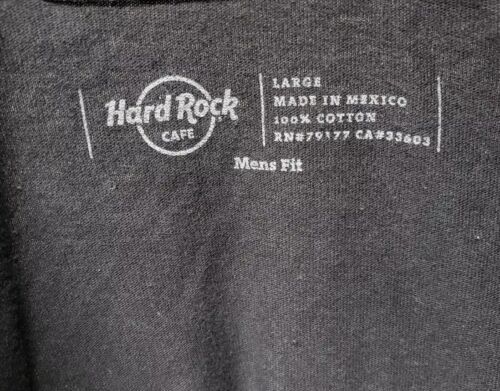 Hard Rock
CAFE
LARGE
MADE IN MEXICO
100% COTTON
RN#79177 CA#33603
Mens Fit